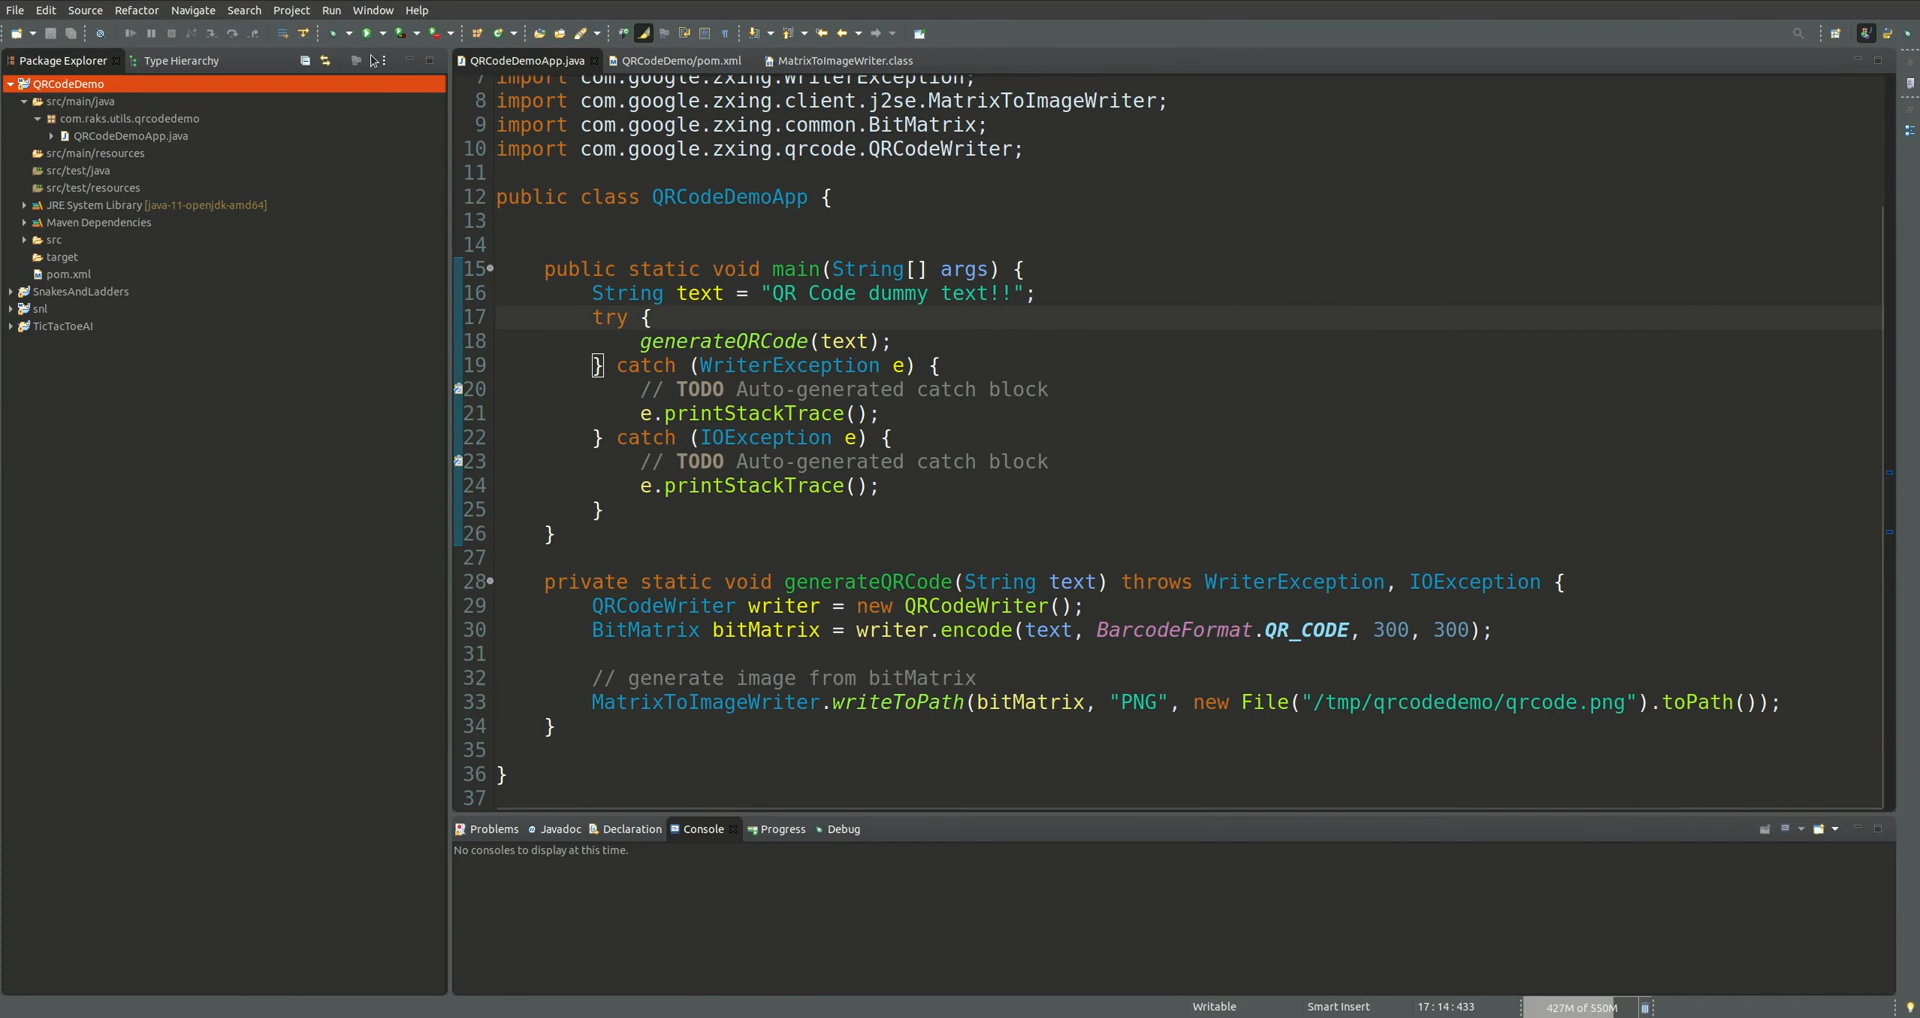 File Edit Source Refactor Navigate Search Project Run Window Help
Package Explorer
Type Hierarchy
QRCodeDemo
src/main/java
com.raks.utils.qrcodedemo
QRCodeDemoApp.java
src/main/resources
src/test/java
src/test/resources
JRE System Library [java-11-openjdk-amd64]
Maven Dependencies
src
target
pom.xml
SnakesAndLadders
snl
TicTacToeAI
QRCodeDemoApp.java
QRCodeDemo/pom.xml
MatrixToImageWriter.class
7 import com.google.zxing.WriterException;
8 import com.google.zxing.client.j2se.MatrixToImageWriter;
9 import com.google.zxing.common.BitMatrix;
10 import com.google.zxing.qrcode.QRCodeWriter;
11
12 public class QRCodeDemoApp {
13
14
15 public static void main(String[] args) {
16 String text = "QR Code dummy text!!";
17 try {
18 generateQRCode(text);
19 } catch (WriterException e) {
20 // TODO Auto-generated catch block
21 e.printStackTrace();
22 } catch (IOException e) {
23 // TODO Auto-generated catch block
24 e.printStackTrace();
25 }
26 }
27
28 private static void generateQRCode(String text) throws WriterException, IOException {
29 QRCodeWriter writer = new QRCodeWriter();
30 BitMatrix bitMatrix = writer.encode(text, BarcodeFormat.QR_CODE, 300, 300);
31
32 // generate image from bitMatrix
33 MatrixToImageWriter.writeToPath(bitMatrix, "PNG", new File("/tmp/qrcodedemo/qrcode.png").toPath());
34 }
35
36 }
37
Problems Javadoc Declaration Console Progress Debug
No consoles to display at this time.
Writable
Smart Insert
17 : 14 : 433
427M of 550M